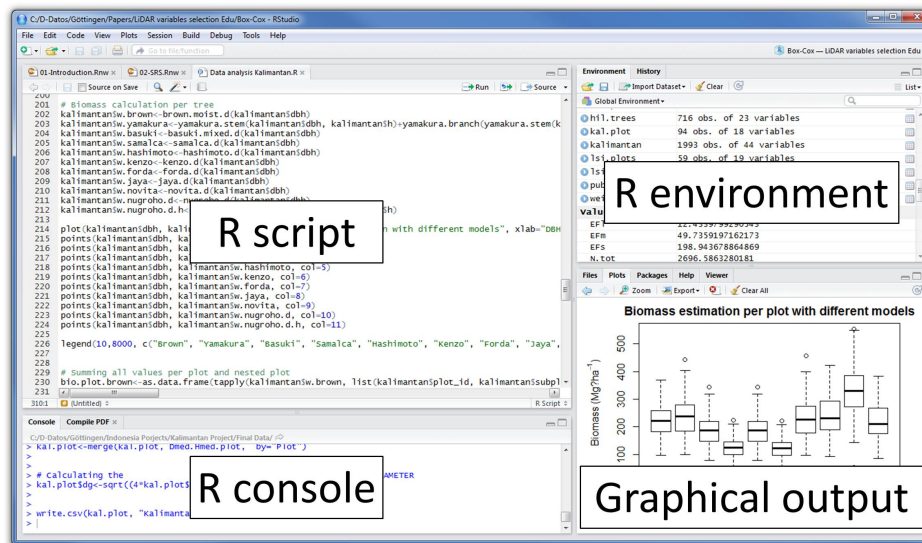 C:/D-Datos/Göttingen/Papers/LiDAR variables selection Edu/Box-Cox - RStudio
File Edit Code View Plots Session Build Debug Tools Help
Go to file/function
Box-Cox — LiDAR variables selection Edu
01-Introduction.Rnw × 02-SRS.Rnw × Data analysis Kalimantan.R ×
Source on Save Run Source
200
201 # Biomass calculation per tree
202 kalimantan$w.brown<-brown.moist.d(kalimantan$dbh)
203 kalimantan$w.yamakura<-yamakura.stem(kalimantan$dbh, kalimantan$h)+yamakura.branch(yamakura.stem(k
204 kalimantan$w.basuki<-basuki.mixed.d(kalimantan$dbh)
205 kalimantan$w.samalca<-samalca.d(kalimantan$dbh)
206 kalimantan$w.hashimoto<-hashimoto.d(kalimantan$dbh)
207 kalimantan$w.kenzo<-kenzo.d(kalimantan$dbh)
208 kalimantan$w.forda<-forda.d(kalimantan$dbh)
209 kalimantan$w.jaya<-jaya.d(kalimantan$dbh)
210 kalimantan$w.novita<-novita.d(kalimantan$dbh)
211 kalimantan$w.nugroho.d<-nugroho.d(kalimantan$dbh)
212 kalimantan$w.nugroho.d.h< $h)
213
214 plot(kalimantan$dbh, kali n with different models", xlab="DBH
215 points(kalimantan$dbh, ka
216 points(kalimantan$dbh, ka
217 points(kalimantan$dbh, ka
218 points(kalimantan$dbh, kalimantan$w.hashimoto, col=5)
219 points(kalimantan$dbh, kalimantan$w.kenzo, col=6)
220 points(kalimantan$dbh, kalimantan$w.forda, col=7)
221 points(kalimantan$dbh, kalimantan$w.jaya, col=8)
222 points(kalimantan$dbh, kalimantan$w.novita, col=9)
223 points(kalimantan$dbh, kalimantan$w.nugroho.d, col=10)
224 points(kalimantan$dbh, kalimantan$w.nugroho.d.h, col=11)
225
226 legend(10,8000, c("Brown", "Yamakura", "Basuki", "Samalca", "Hashimoto", "Kenzo", "Forda", "Jaya",
227
228
229 # Summing all values per plot and nested plot
230 bio.plot.brown<-as.data.frame(tapply(kalimantan$w.brown, list(kalimantan$plot_id, kalimantan$subpl
231
310:1 (Untitled) R Script
R script
Console Compile PDF ×
C:/D-Datos/Göttingen/Indonesia Porjects/Kalimantan Project/Final Data/
> kal.plot<-merge(kal.plot, Dmed.Hmed.plot, by="Plot")
>
>
> # Calculating the AMETER
> kal.plot$dg<-sqrt((4*kal.plot$
>
>
> write.csv(kal.plot, "Kalimanta
> |
R console
Environment History
Import Dataset Clear List
Global Environment
hil.trees 716 obs. of 23 variables
kal.plot 94 obs. of 18 variables
kalimantan 1993 obs. of 44 variables
lsi.plots 59 obs. of 19 variables
lsi
pub
wei
Valu
EFl 12.4339799290543
EFm 49.7359197162173
EFs 198.943678864869
N.tot 2696.5863280181
R environment
Files Plots Packages Help Viewer
Zoom Export Clear All
Biomass estimation per plot with different models
Biomass (Mg?ha⁻¹)
500
400
300
200
100
Graphical output